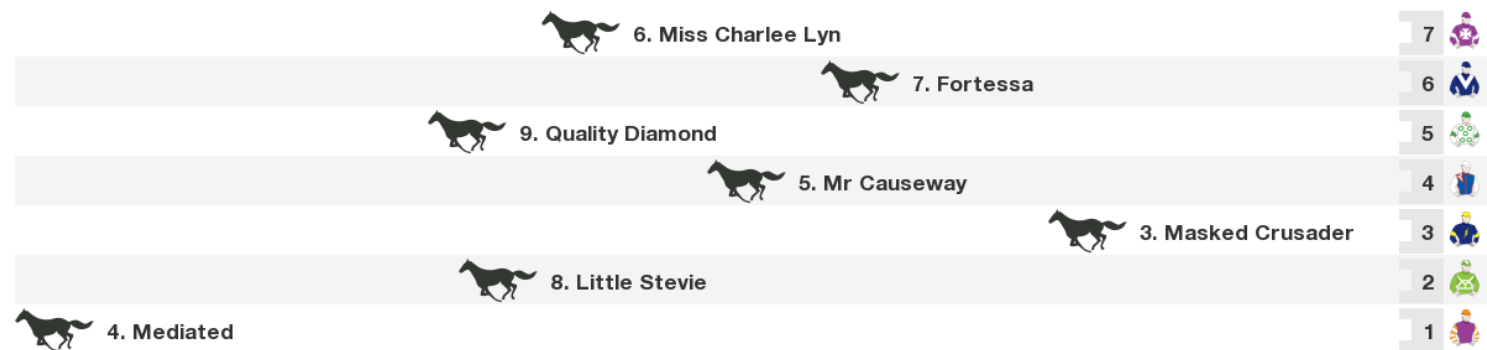 6. Miss Charlee Lyn 7
7. Fortessa 6
9. Quality Diamond 5
5. Mr Causeway 4
3. Masked Crusader 3
8. Little Stevie 2
4. Mediated 1